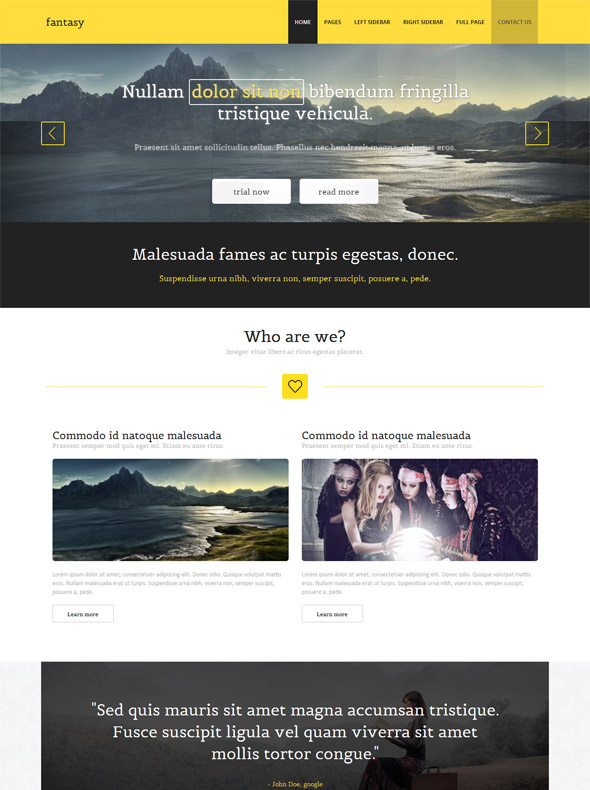 fantasy
HOME PAGES LEFT SIDEBAR RIGHT SIDEBAR FULL PAGE CONTACT US
Nullam dolor sit non bibendum fringilla
tristique vehicula.
Praesent sit amet sollicitudin tellus. Phasellus nec hendrerit magna, ut luctus eros.
trial now read more
Malesuada fames ac turpis egestas, donec.
Suspendisse urna nibh, viverra non, semper suscipit, posuere a, pede.
Who are we?
Integer vitae libero ac risus egestas placerat.
Commodo id natoque malesuada
Praesent semper mod quis eget mi. Etiam eu ante risus.
Lorem ipsum dolor sit amet, consectetuer adipiscing elit. Donec odio. Quisque volutpat mattis
eros. Nullam malesuada erat ut turpis. Suspendisse urna nibh, viverra non, semper suscipit,
posuere a, pede.
Learn more
Commodo id natoque malesuada
Praesent semper mod quis eget mi. Etiam eu ante risus.
Lorem ipsum dolor sit amet, consectetuer adipiscing elit. Donec odio. Quisque volutpat mattis
eros. Nullam malesuada erat ut turpis. Suspendisse urna nibh, viverra non, semper suscipit,
posuere a, pede.
Learn more
"Sed quis mauris sit amet magna accumsan tristique.
Fusce suscipit ligula vel quam viverra sit amet
mollis tortor congue."
- John Doe, google